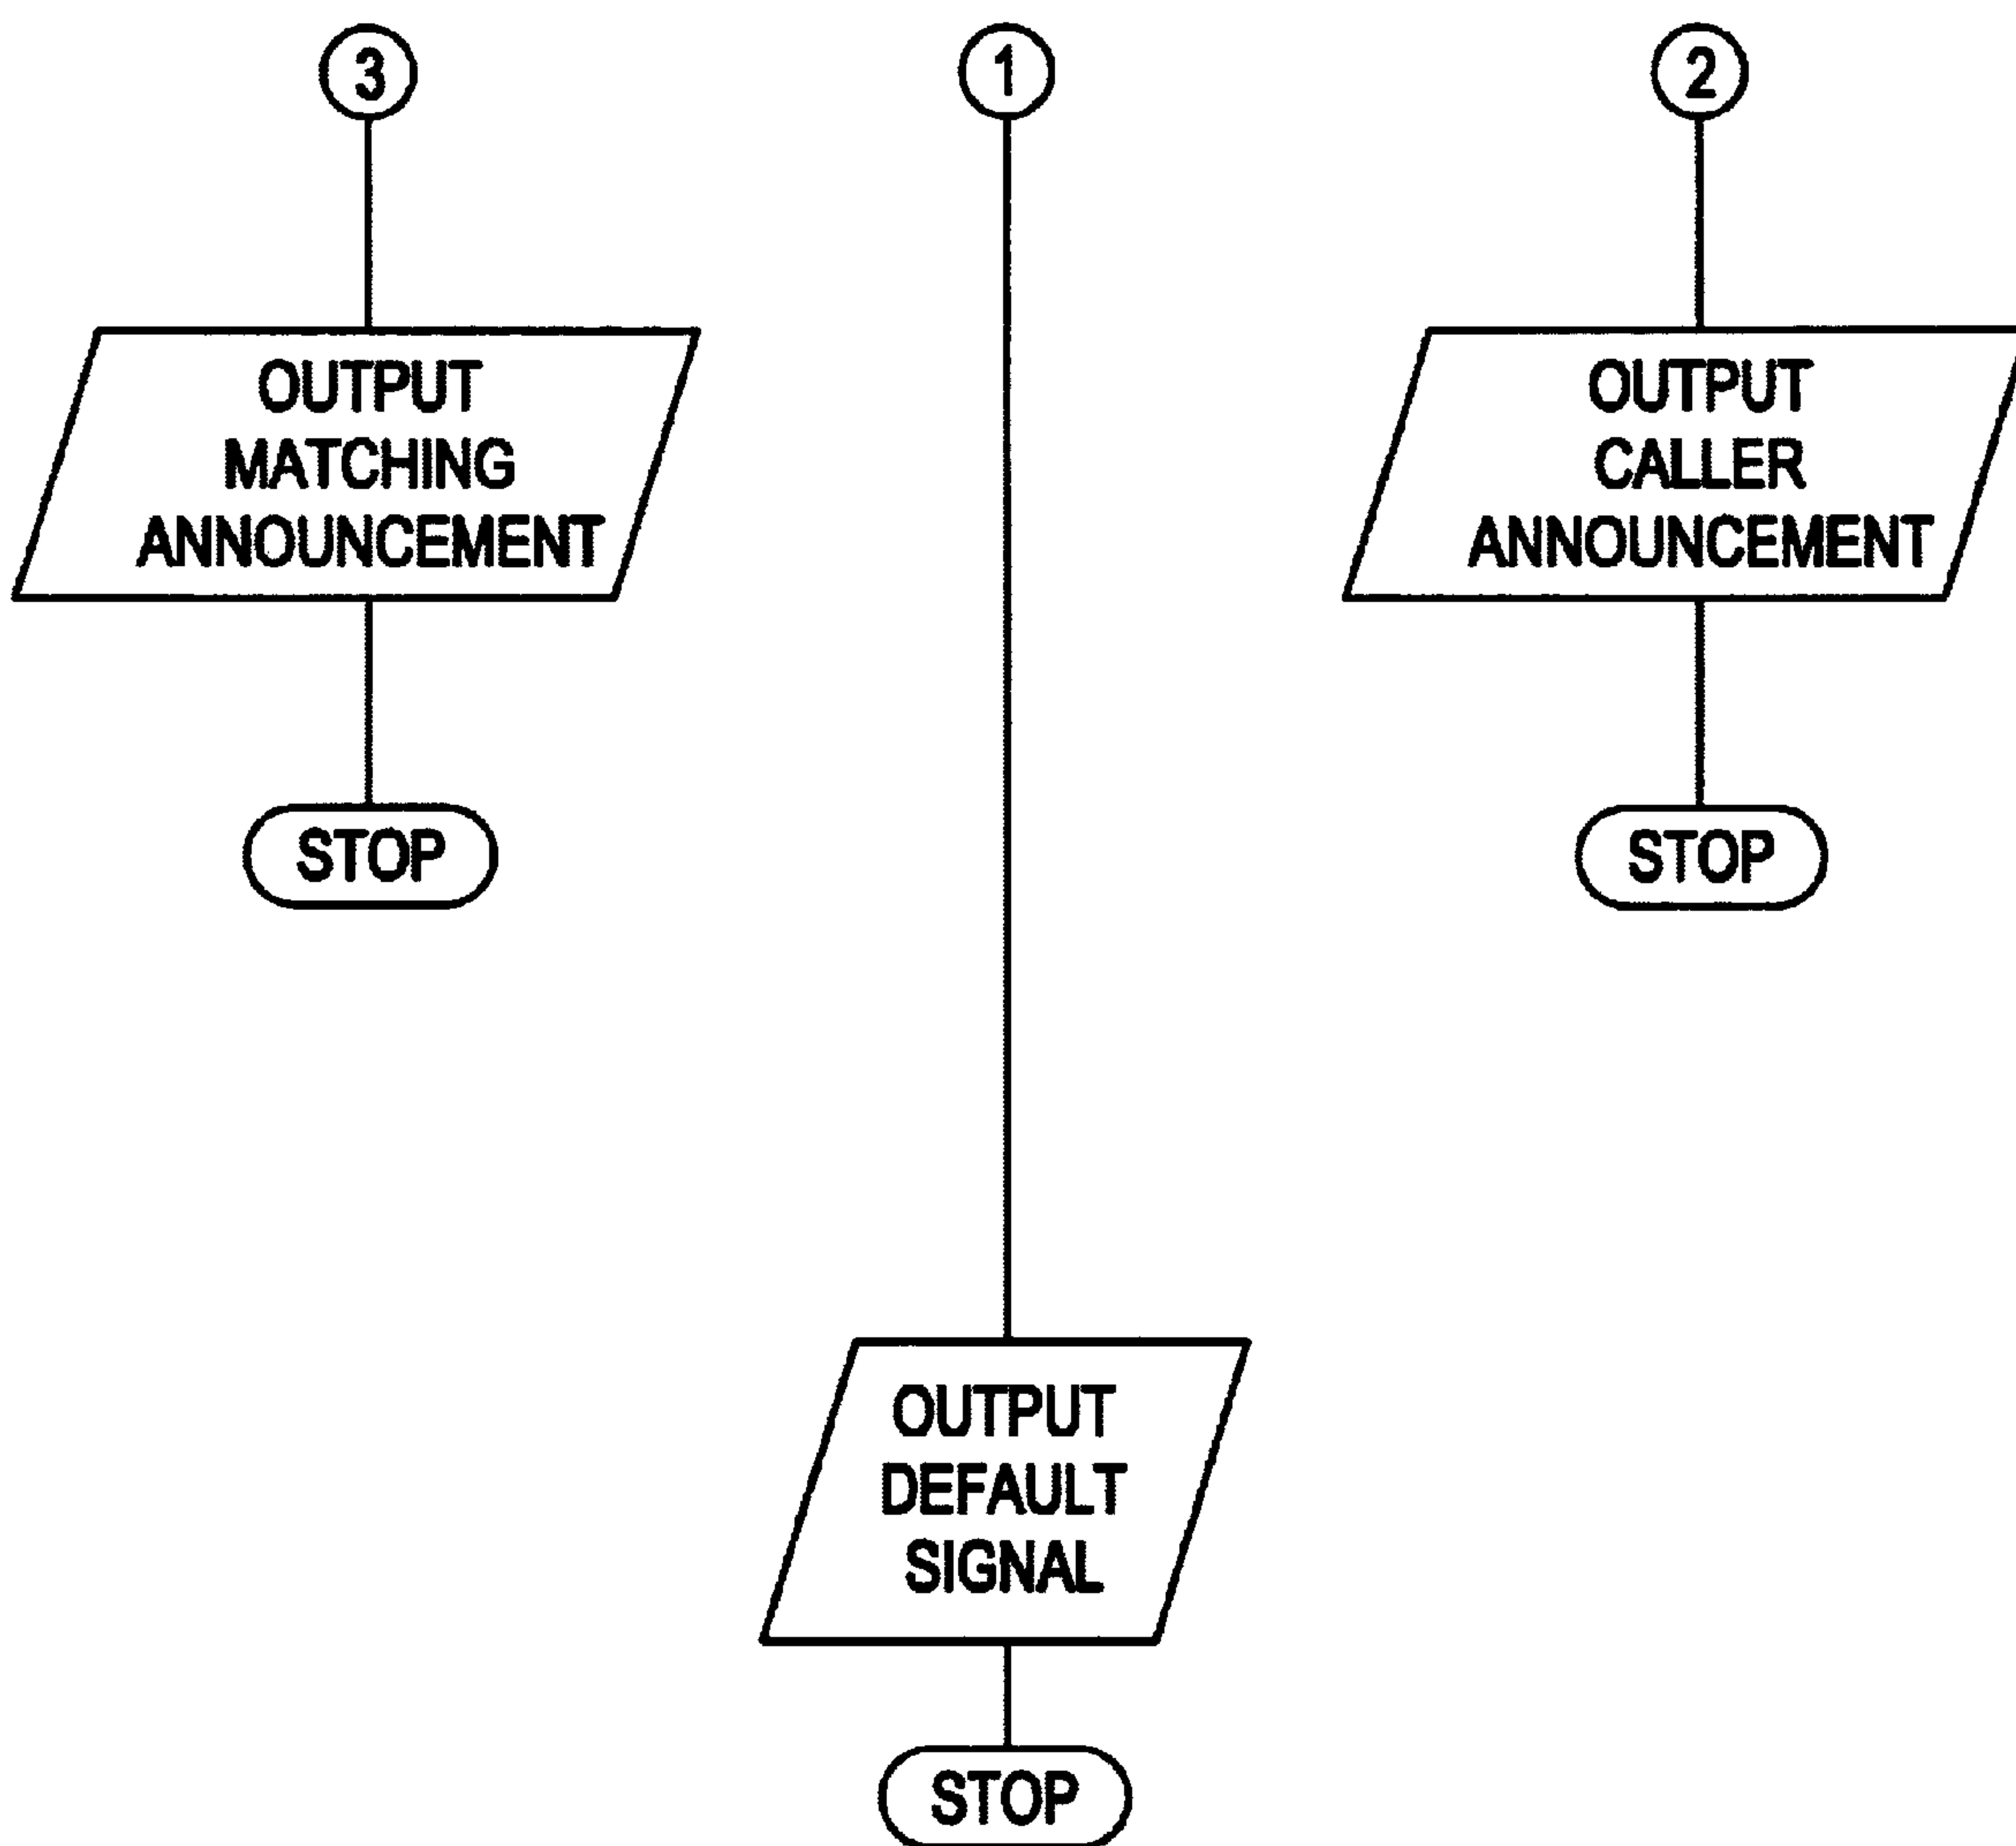 3
1
2
OUTPUT
MATCHING
ANNOUNCEMENT
OUTPUT
CALLER
ANNOUNCEMENT
STOP
STOP
OUTPUT
DEFAULT
SIGNAL
STOP